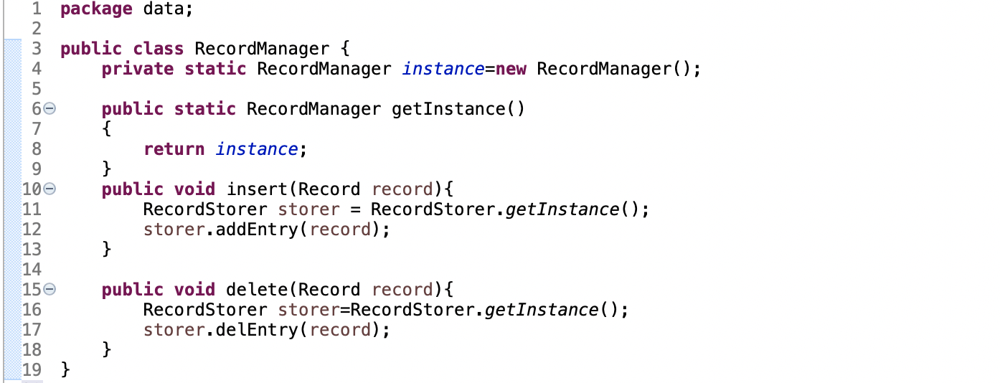 1 package data;
2
3 public class RecordManager {
4     private static RecordManager instance=new RecordManager();
5
6     public static RecordManager getInstance()
7     {
8         return instance;
9     }
10     public void insert(Record record){
11         RecordStorer storer = RecordStorer.getInstance();
12         storer.addEntry(record);
13     }
14
15     public void delete(Record record){
16         RecordStorer storer=RecordStorer.getInstance();
17         storer.delEntry(record);
18     }
19 }